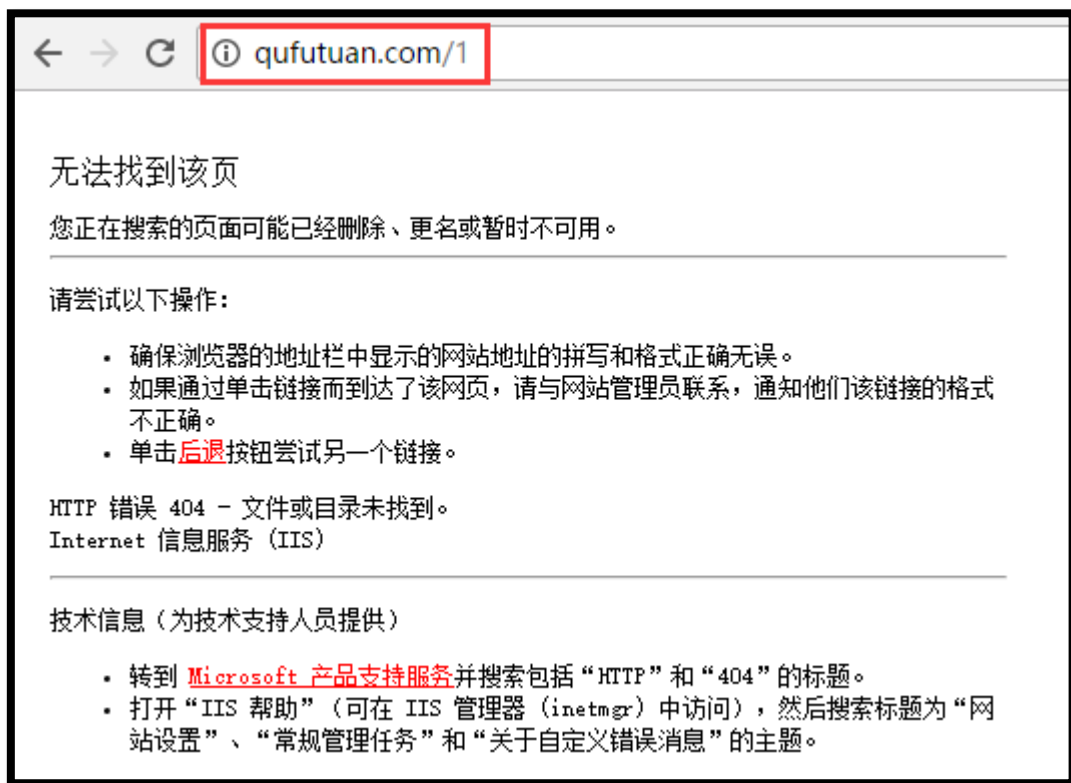 qufutuan.com/1
无法找到该页
您正在搜索的页面可能已经删除、更名或暂时不可用。
请尝试以下操作:
确保浏览器的地址栏中显示的网站地址的拼写和格式正确无误。
如果通过单击链接而到达了该网页，请与网站管理员联系，通知他们该链接的格式
不正确。
单击后退按钮尝试另一个链接。
HTTP 错误 404 - 文件或目录未找到。
Internet 信息服务 (IIS)
技术信息（为技术支持人员提供）
转到 Microsoft 产品支持服务并搜索包括“HTTP”和“404”的标题。
打开“IIS 帮助”（可在 IIS 管理器 (inetmgr) 中访问），然后搜索标题为“网
站设置”、“常规管理任务”和“关于自定义错误消息”的主题。